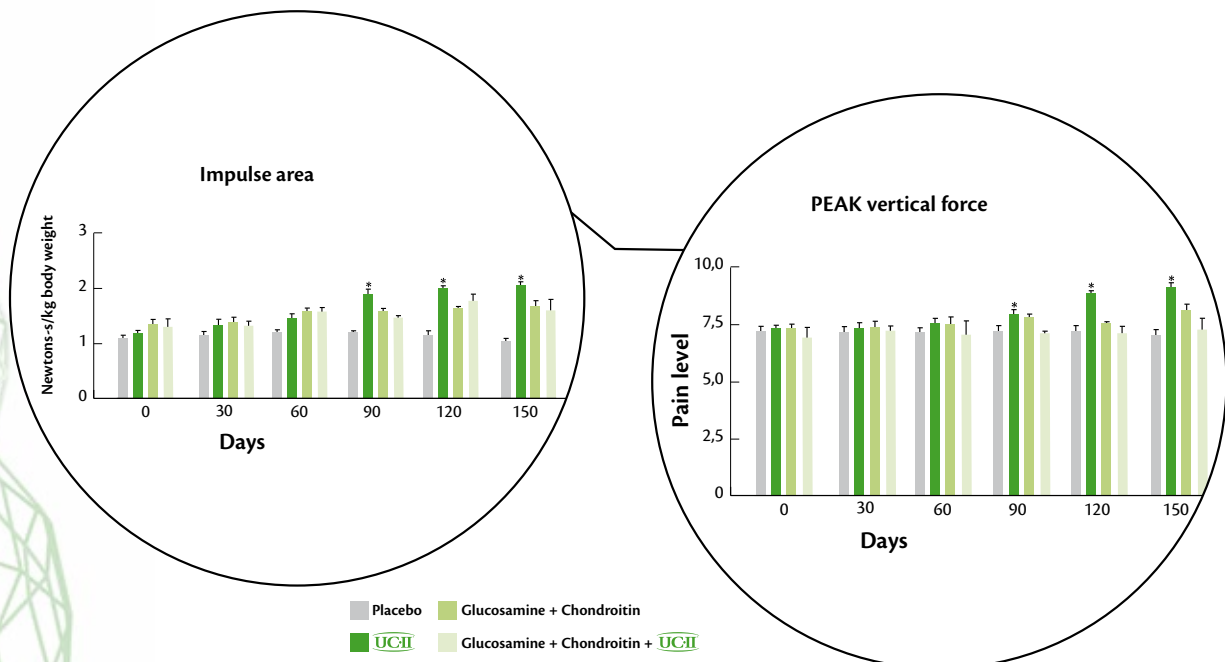 Impulse area
Newtons-s/kg body weight
3
2
1
0
* * *
0 30 60 90 120 150
Days
PEAK vertical force
Pain level
10,0
7,5
5,0
2,5
0
* * *
0 30 60 90 120 150
Days
Placebo Glucosamine + Chondroitin
UC-II Glucosamine + Chondroitin + UC-II